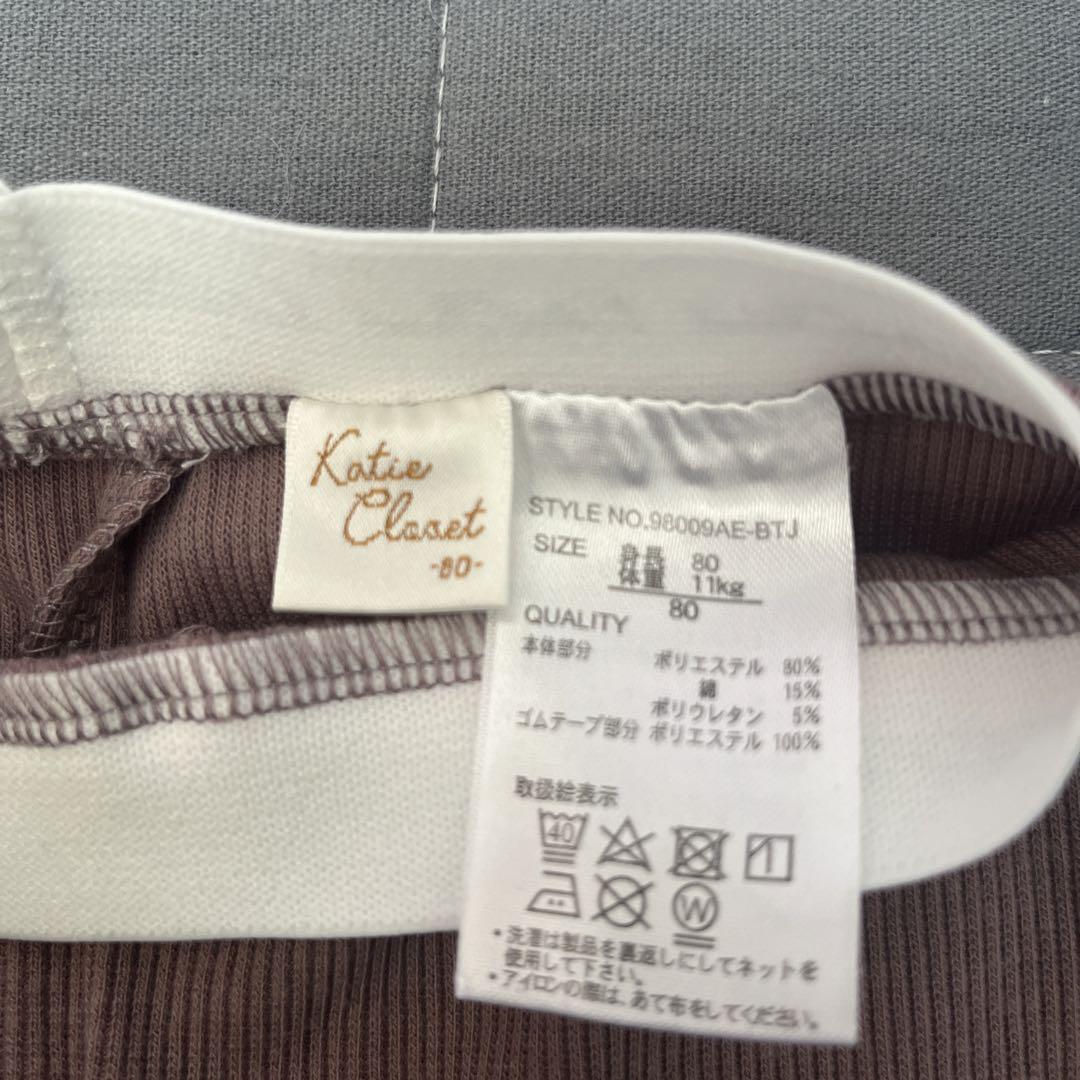 Katie
Closet
-80-
STYLE NO.98009AE-BTJ
SIZE 身長 80
体重 11kg
80
QUALITY
本体部分 ポリエステル 80%
綿 15%
ポリウレタン 5%
ゴムテープ部分 ポリエステル 100%
取扱絵表示
40
W
・洗濯は製品を裏返しにしてネットを
使用して下さい。
・アイロンの際は、あて布をしてください。